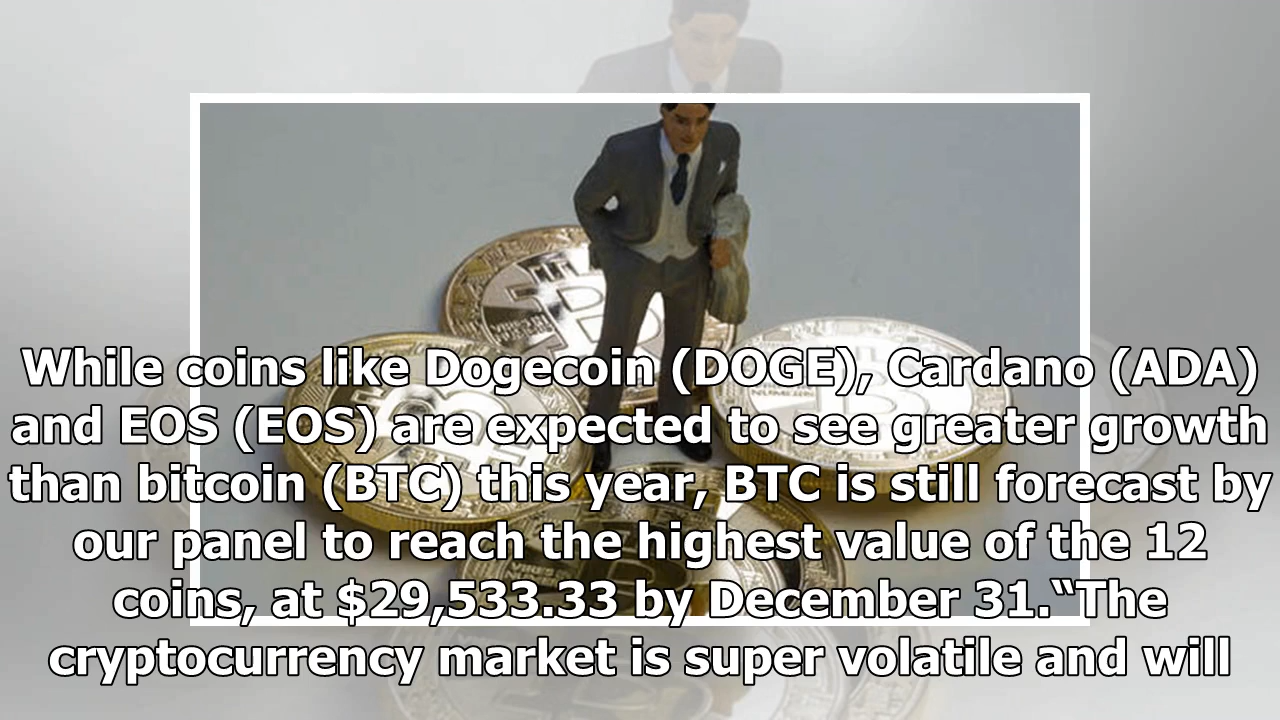 While coins like Dogecoin (DOGE), Cardano (ADA)
and EOS (EOS) are expected to see greater growth
than bitcoin (BTC) this year, BTC is still forecast by
our panel to reach the highest value of the 12
coins, at $29,533.33 by December 31.“The
cryptocurrency market is super volatile and will